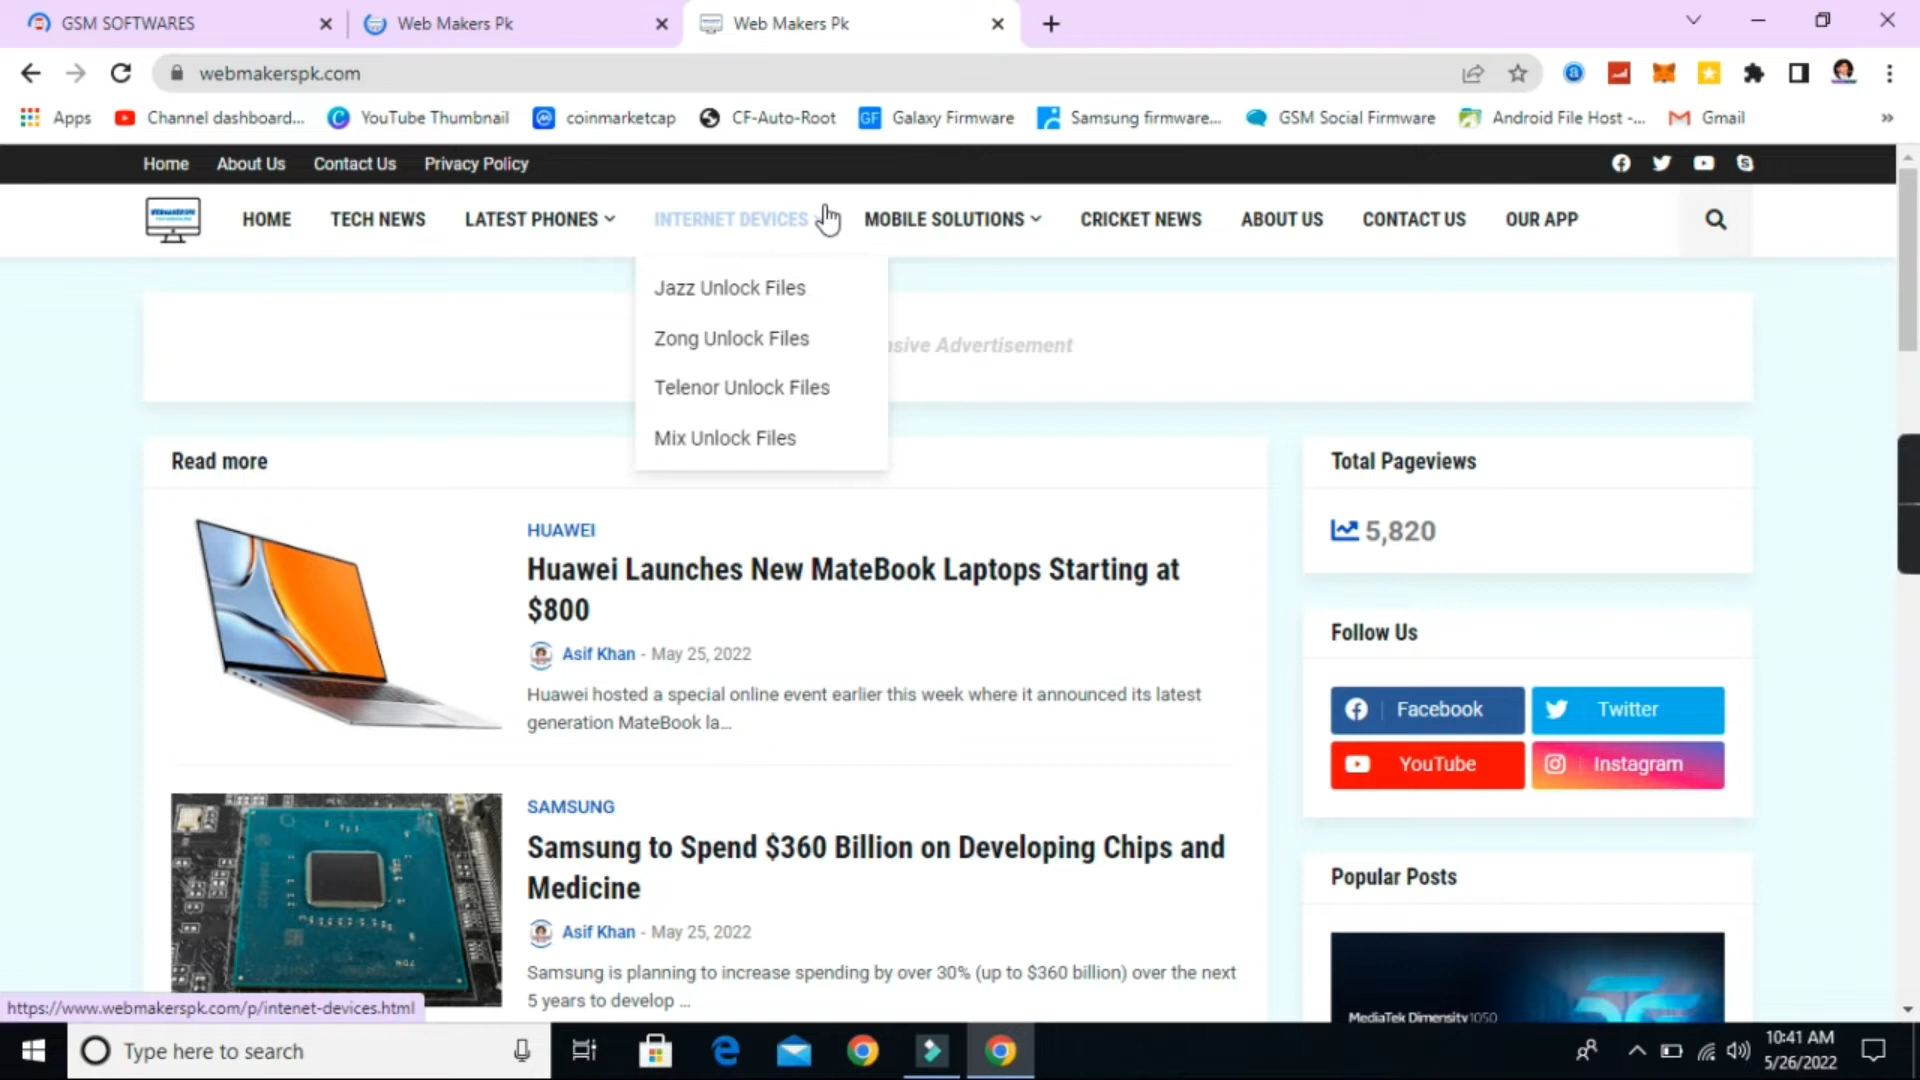 GSM SOFTWARES
Web Makers Pk
Web Makers Pk
webmakerspk.com
Apps
Channel dashboard...
YouTube Thumbnail
coinmarketcap
CF-Auto-Root
GF Galaxy Firmware
Samsung firmware...
GSM Social Firmware
Android File Host -...
Gmail
»
Home About Us Contact Us Privacy Policy
HOME TECH NEWS LATEST PHONES INTERNET DEVICES MOBILE SOLUTIONS CRICKET NEWS ABOUT US CONTACT US OUR APP
Jazz Unlock Files
Zong Unlock Files
Telenor Unlock Files
Mix Unlock Files
sive Advertisement
Read more
HUAWEI
Huawei Launches New MateBook Laptops Starting at
$800
Asif Khan - May 25, 2022
Huawei hosted a special online event earlier this week where it announced its latest
generation MateBook la...
SAMSUNG
Samsung to Spend $360 Billion on Developing Chips and
Medicine
Asif Khan - May 25, 2022
Samsung is planning to increase spending by over 30% (up to $360 billion) over the next
5 years to develop ...
Total Pageviews
5,820
Follow Us
Facebook
Twitter
YouTube
Instagram
Popular Posts
MediaTek Dimensity 1050
https://www.webmakerspk.com/p/intenet-devices.html
Type here to search
10:41 AM
5/26/2022